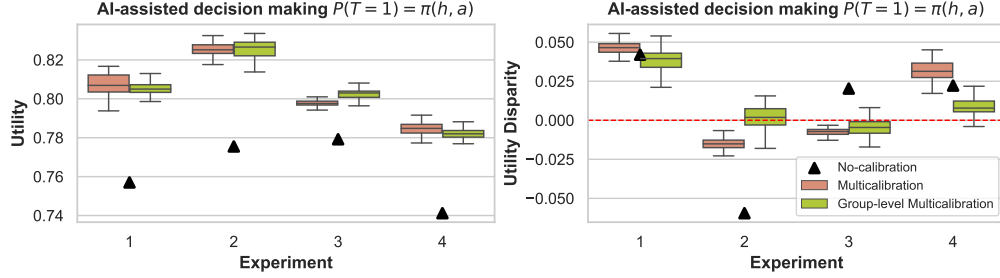 AI-assisted decision making P(T = 1) = π(h, a)
Utility
0.82
0.80
0.78
0.76
0.74
1 2 3 4
Experiment
AI-assisted decision making P(T = 1) = π(h, a)
Utility Disparity
0.050
0.025
0.000
−0.025
−0.050
No-calibration
Multicalibration
Group-level Multicalibration
1 2 3 4
Experiment